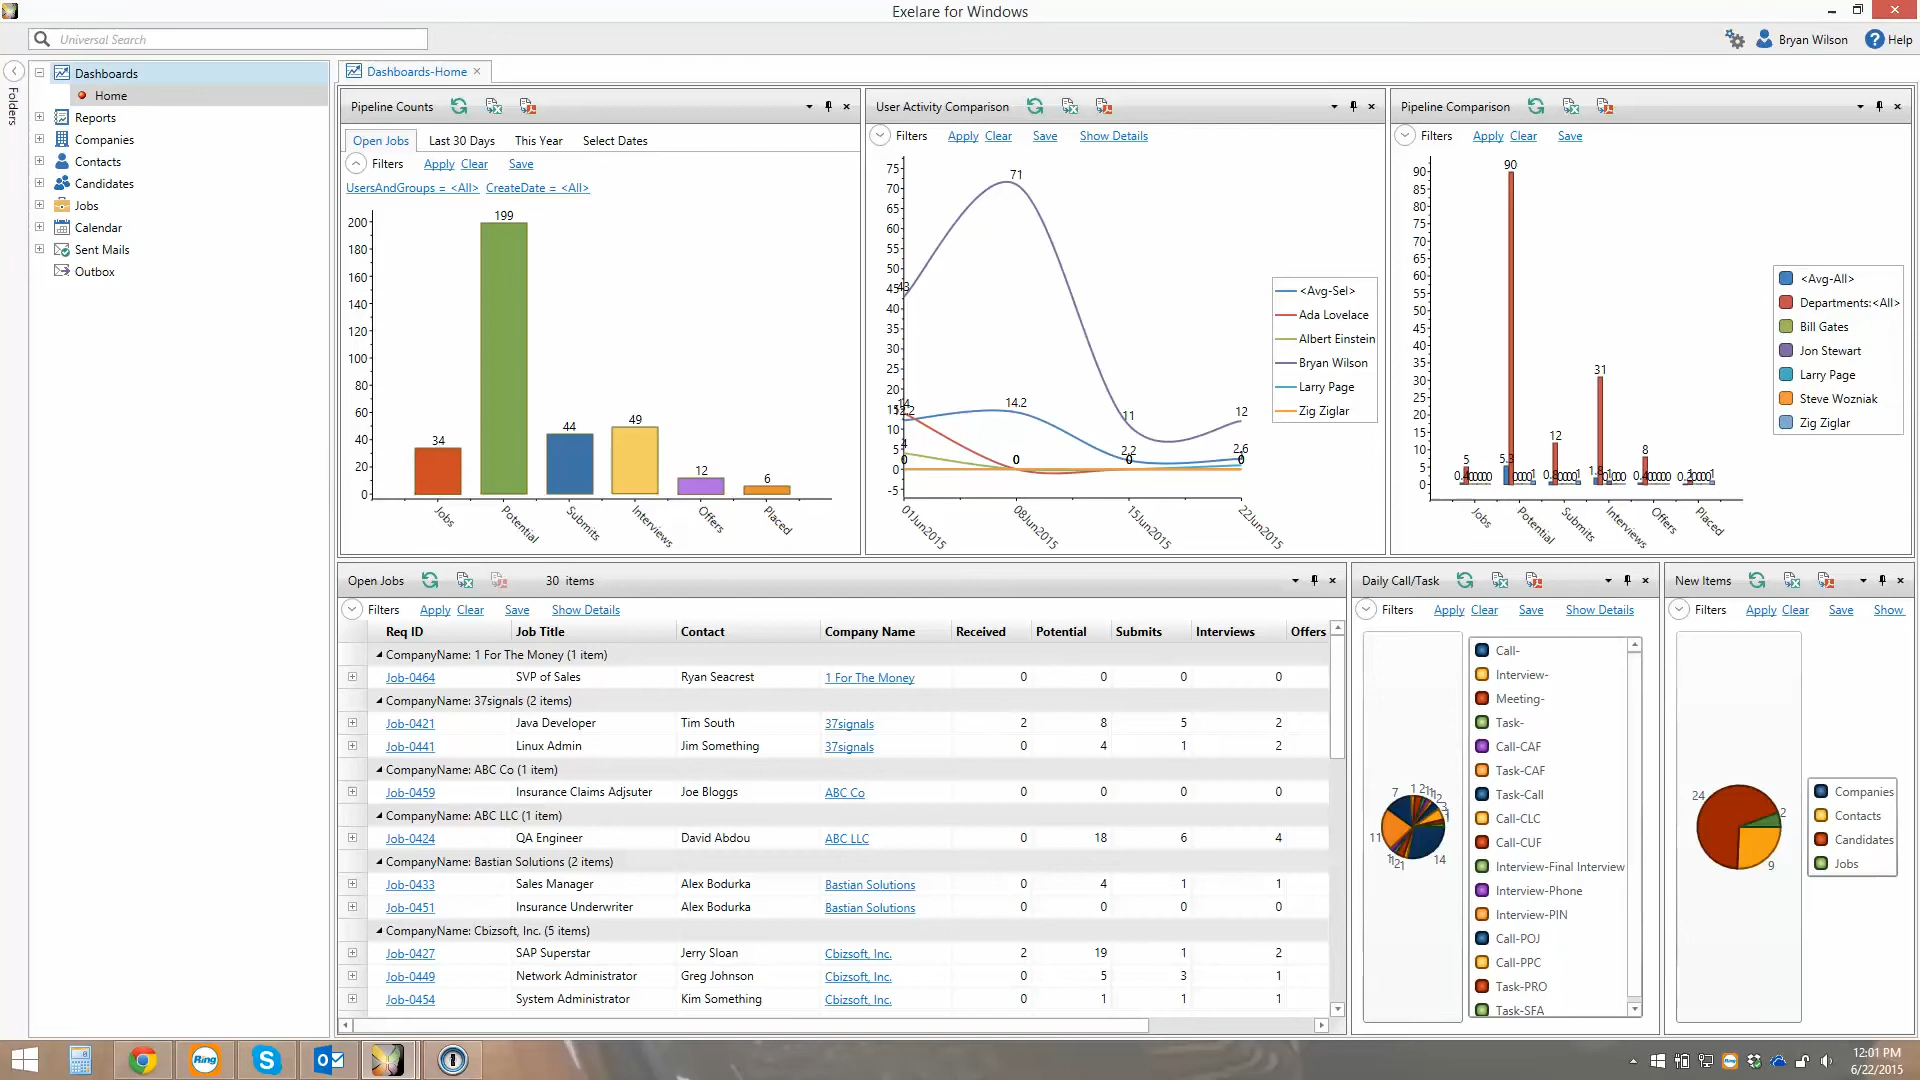 Exelare for Windows
Universal Search
Bryan Wilson
Help
Folders
Dashboards
Home
Reports
Companies
Contacts
Candidates
Jobs
Calendar
Sent Mails
Outbox
Dashboards-Home
Pipeline Counts
Open Jobs Last 30 Days This Year Select Dates
Filters Apply Clear Save
UsersAndGroups = <All> CreateDate = <All>
200
180
160
140
120
100
80
60
40
20
0
34
199
44
49
12
6
Jobs
Potential
Submits
Interviews
Offers
Placed
User Activity Comparison
Filters Apply Clear Save Show Details
75
70
65
60
55
50
45
40
35
30
25
20
15
10
5
0
-5
43
71
11
12
14
12.2
14.2
2.2
2.6
4
0
0
0
0
01Jun2015
08Jun2015
15Jun2015
22Jun2015
<Avg-Sel>
Ada Lovelace
Albert Einstein
Bryan Wilson
Larry Page
Zig Ziglar
Pipeline Comparison
Filters Apply Clear Save
90
85
80
75
70
65
60
55
50
45
40
35
30
25
20
15
10
5
0
5
90
12
31
8
Jobs
Potential
Submits
Interviews
Offers
Placed
<Avg-All>
Departments:<All>
Bill Gates
Jon Stewart
Larry Page
Steve Wozniak
Zig Ziglar
Open Jobs 30 items
Filters Apply Clear Save Show Details
Req ID Job Title Contact Company Name Received Potential Submits Interviews Offers
CompanyName: 1 For The Money (1 item)
Job-0464 SVP of Sales Ryan Seacrest 1 For The Money 0 0 0 0
CompanyName: 37signals (2 items)
Job-0421 Java Developer Tim South 37signals 2 8 5 2
Job-0441 Linux Admin Jim Something 37signals 0 4 1 2
CompanyName: ABC Co (1 item)
Job-0459 Insurance Claims Adjsuter Joe Bloggs ABC Co 0 0 0 0
CompanyName: ABC LLC (1 item)
Job-0424 QA Engineer David Abdou ABC LLC 0 18 6 4
CompanyName: Bastian Solutions (2 items)
Job-0433 Sales Manager Alex Bodurka Bastian Solutions 0 4 1 1
Job-0451 Insurance Underwriter Alex Bodurka Bastian Solutions 0 0 0 0
CompanyName: Cbizsoft, Inc. (5 items)
Job-0427 SAP Superstar Jerry Sloan Cbizsoft, Inc. 2 19 1 2
Job-0449 Network Administrator Greg Johnson Cbizsoft, Inc. 0 5 3 1
Job-0454 System Administrator Kim Something Cbizsoft, Inc. 0 1 1 1
Daily Call/Task
Filters Apply Clear Save Show Details
7
11
14
Call-
Interview-
Meeting-
Task-
Call-CAF
Task-CAF
Task-Call
Call-CLC
Call-CUF
Interview-Final Interview
Interview-Phone
Interview-PIN
Call-POJ
Call-PPC
Task-PRO
Task-SFA
New Items
Filters Apply Clear Save Show
24
2
9
Companies
Contacts
Candidates
Jobs
Ring
12:01 PM
6/22/2015